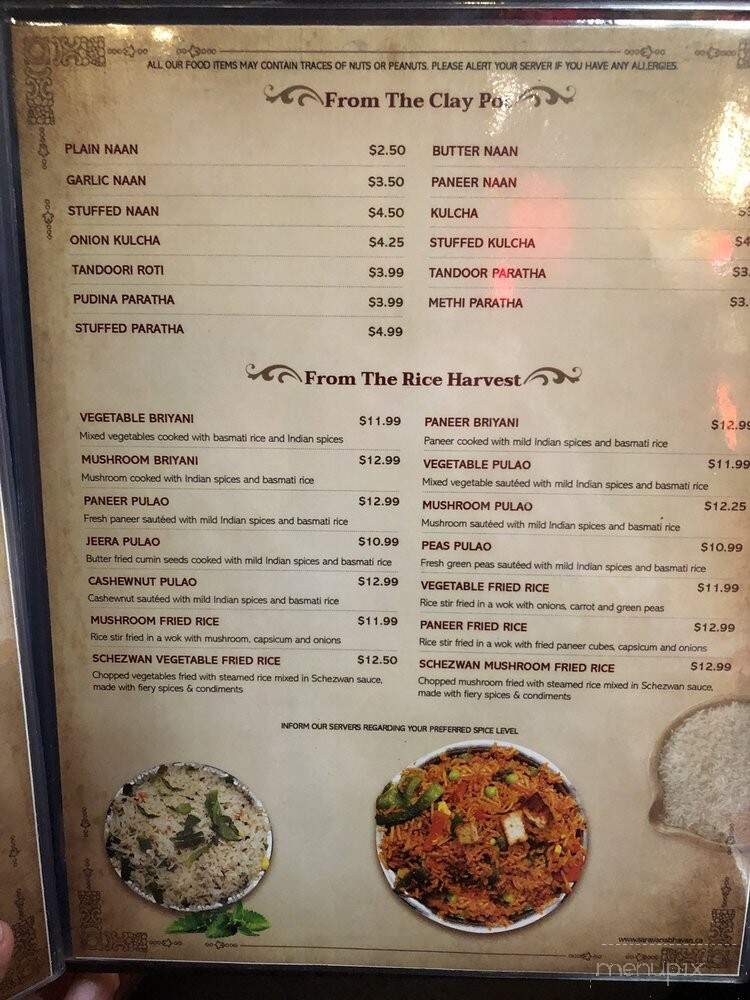 ALL OUR FOOD ITEMS MAY CONTAIN TRACES OF NUTS OR PEANUTS. PLEASE ALERT YOUR SERVER IF YOU HAVE ANY ALLERGIES.
From The Clay Pot
PLAIN NAAN $2.50
GARLIC NAAN $3.50
STUFFED NAAN $4.50
ONION KULCHA $4.25
TANDOORI ROTI $3.99
PUDINA PARATHA $3.99
STUFFED PARATHA $4.99
BUTTER NAAN
PANEER NAAN
KULCHA
STUFFED KULCHA $4
TANDOOR PARATHA $3.
METHI PARATHA $3.
From The Rice Harvest
VEGETABLE BRIYANI $11.99
Mixed vegetables cooked with basmati rice and Indian spices
MUSHROOM BRIYANI $12.99
Mushroom cooked with Indian spices and basmati rice
PANEER PULAO $12.99
Fresh paneer sautéed with mild Indian spices and basmati rice
JEERA PULAO $10.99
Butter fried cumin seeds cooked with mild Indian spices and basmati rice
CASHEWNUT PULAO $12.99
Cashewnut sautéed with mild Indian spices and basmati rice
MUSHROOM FRIED RICE $11.99
Rice stir fried in a wok with mushroom, capsicum and onions
SCHEZWAN VEGETABLE FRIED RICE $12.50
Chopped vegetables fried with steamed rice mixed in Schezwan sauce,
made with fiery spices & condiments
PANEER BRIYANI $12.99
Paneer cooked with mild Indian spices and basmati rice
VEGETABLE PULAO $11.99
Mixed vegetable sautéed with mild Indian spices and basmati rice
MUSHROOM PULAO $12.25
Mushroom sautéed with mild Indian spices and basmati rice
PEAS PULAO $10.99
Fresh green peas sautéed with mild Indian spices and basmati rice
VEGETABLE FRIED RICE $11.99
Rice stir fried in a wok with onions, carrot and green peas
PANEER FRIED RICE $12.99
Rice stir fried in a wok with fried paneer cubes, capsicum and onions
SCHEZWAN MUSHROOM FRIED RICE $12.99
Chopped mushroom fried with steamed rice mixed in Schezwan sauce,
made with fiery spices & condiments
INFORM OUR SERVERS REGARDING YOUR PREFERRED SPICE LEVEL
www.saravanabhavan.ca
menupix